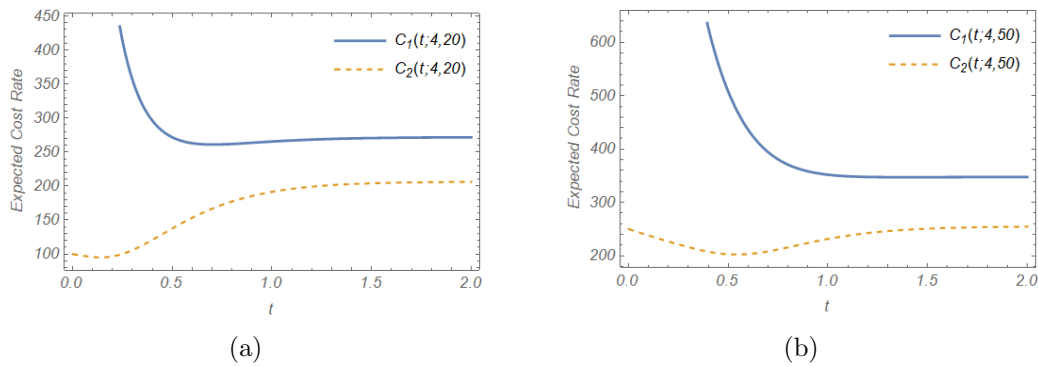 450
400
350
300
250
200
150
100
0.0 0.5 1.0 1.5 2.0
Expected Cost Rate
t
C1(t;4,20)
C2(t;4,20)
(a)
600
500
400
300
200
0.0 0.5 1.0 1.5 2.0
Expected Cost Rate
t
C1(t;4,50)
C2(t;4,50)
(b)